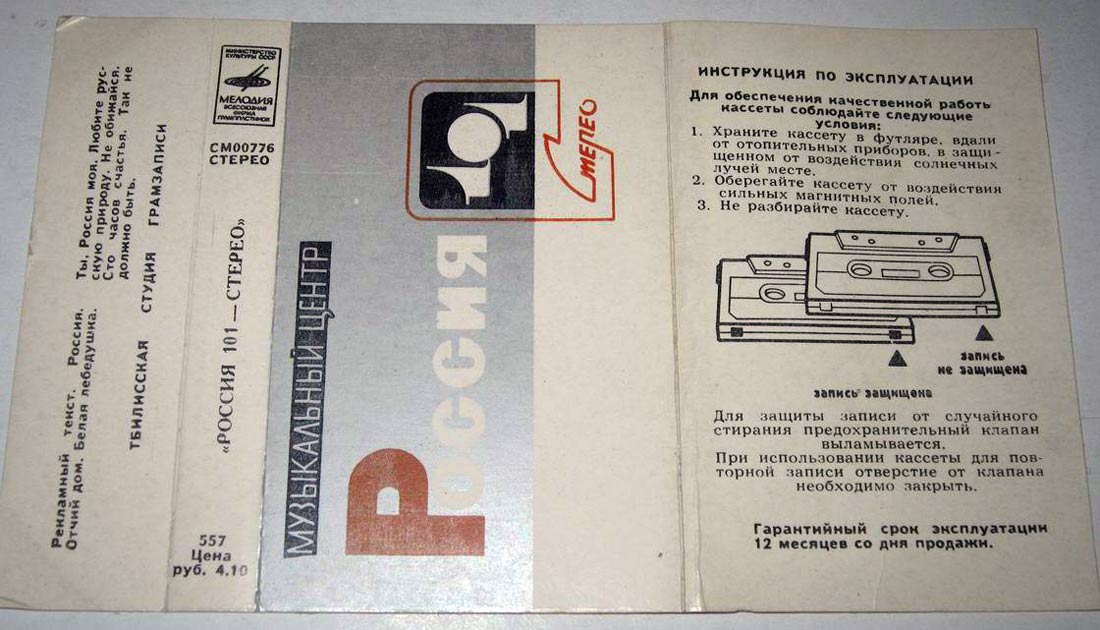 Рекламный текст. Россия.
Отчий дом. Белая лебедушка.
Ты, Россия моя. Любите рус-
скую природу. Не обижайся.
Сто часов счастья. Так не
должно быть.
ТБИЛИССКАЯ СТУДИЯ ГРАМЗАПИСИ
МИНИСТЕРСТВО
КУЛЬТУРЫ СССР
МЕЛОДИЯ
ВСЕСОЮЗНАЯ
ФИРМА
ГРАМПЛАСТИНОК
СМ00776
СТЕРЕО
«РОССИЯ 101—СТЕРЕО»
557
Цена
руб. 4.10
МУЗЫКАЛЬНЫЙ ЦЕНТР
Россия
101
Стерео
ИНСТРУКЦИЯ ПО ЭКСПЛУАТАЦИИ
Для обеспечения качественной работь
кассеты соблюдайте следующие
условия:
1. Храните кассету в футляре, вдали
от отопительных приборов, в защи-
щенном от воздействия солнечных
лучей месте.
2. Оберегайте кассету от воздействия
сильных магнитных полей.
3. Не разбирайте кассету.
запись
не защищена
запись защищена
Для защиты записи от случайного
стирания предохранительный клапан
выламывается.
При использовании кассеты для пов-
торной записи отверстие от клапана
необходимо закрыть.
Гарантийный срок эксплуатации
12 месяцев со дня продажи.